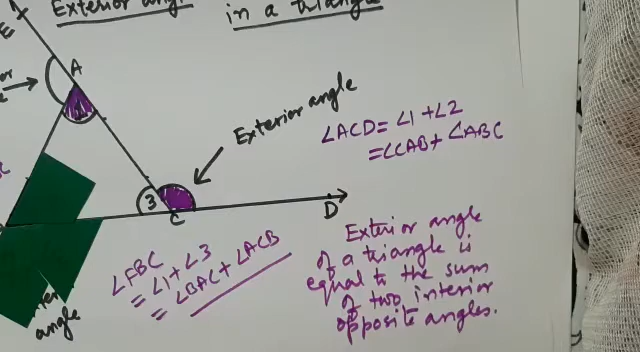 Exterior angle
in a triangle
E
A
Exterior angle
∠ACD = ∠1 + ∠2
= ∠CAB + ∠ABC
3
C
D
∠FBC
= ∠1 + ∠3
= ∠BAC + ∠ACB
Exterior angle
of a triangle is
equal to the sum
of two interior
opposite angles.
angle